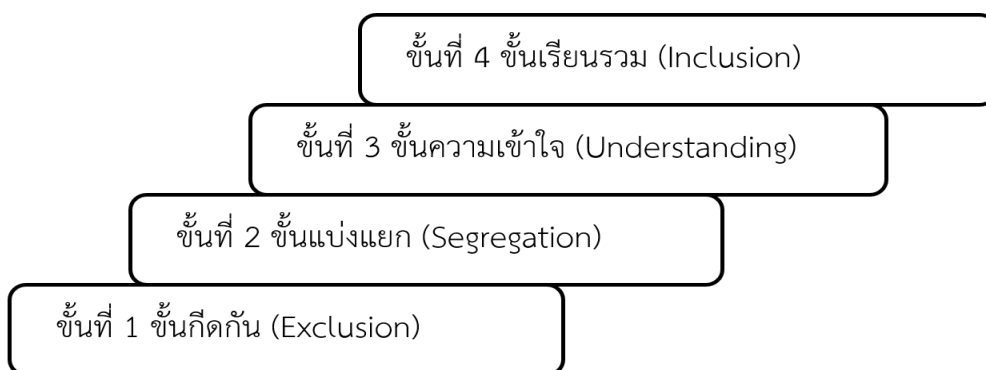 ขั้นที่ 4 ขั้นเรียนรวม (Inclusion)
ขั้นที่ 3 ขั้นความเข้าใจ (Understanding)
ขั้นที่ 2 ขั้นแบ่งแยก (Segregation)
ขั้นที่ 1 ขั้นกีดกัน (Exclusion)